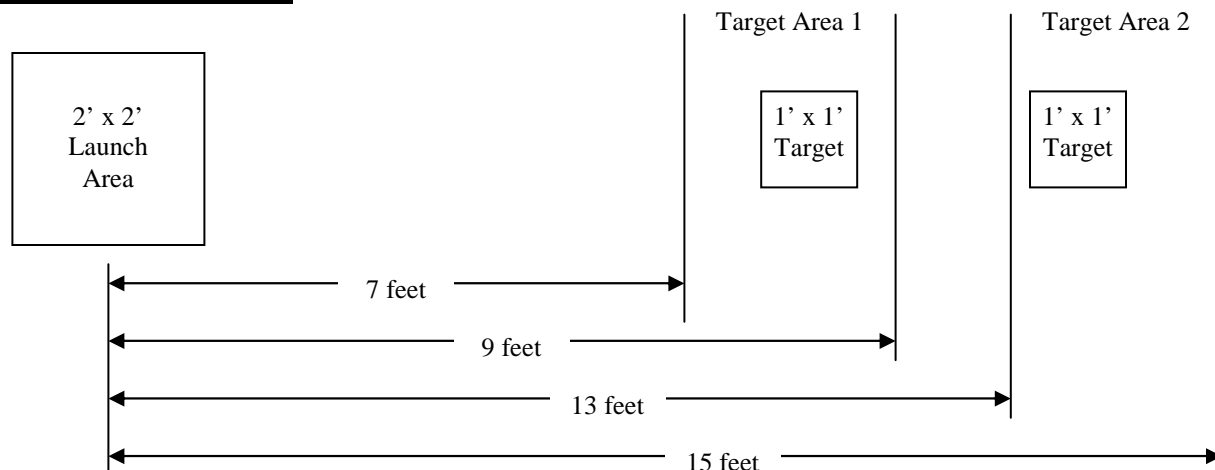 Target Area 1
Target Area 2
2’ x 2’
Launch
Area
1’ x 1’
Target
1’ x 1’
Target
7 feet
9 feet
13 feet
15 feet